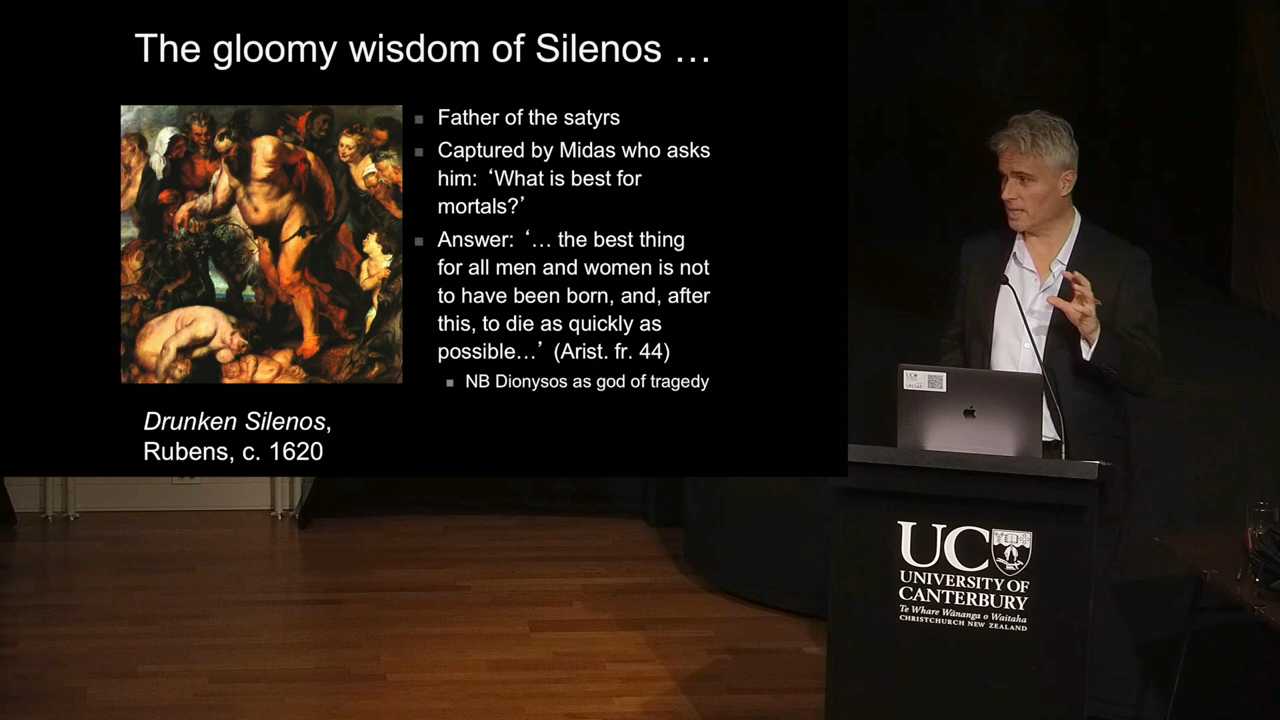 The gloomy wisdom of Silenos …
Father of the satyrs
Captured by Midas who asks
him: ‘What is best for
mortals?’
Answer: ‘… the best thing
for all men and women is not
to have been born, and, after
this, to die as quickly as
possible…’ (Arist. fr. 44)
NB Dionysos as god of tragedy
Drunken Silenos,
Rubens, c. 1620
UC
UNIVERSITY OF
CANTERBURY
Te Whare Wānanga o Waitaha
CHRISTCHURCH NEW ZEALAND